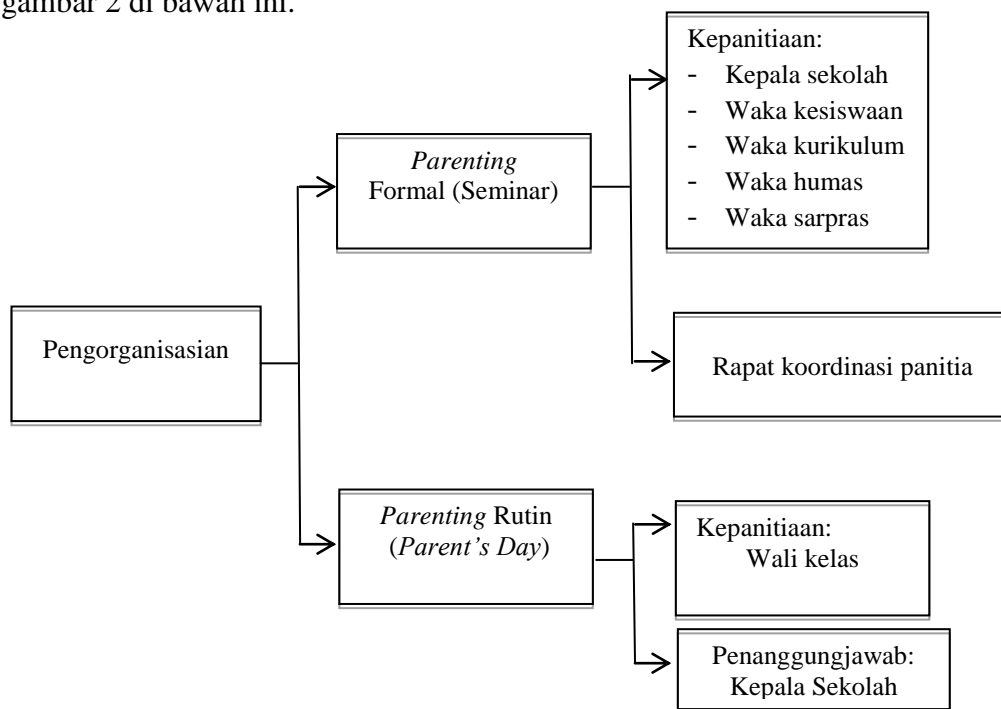 gambar 2 di bawah ini.
Kepanitiaan:
- Kepala sekolah
- Waka kesiswaan
- Waka kurikulum
- Waka humas
- Waka sarpras
Parenting
Formal (Seminar)
Pengorganisasian
Rapat koordinasi panitia
Parenting Rutin
(Parent’s Day)
Kepanitiaan:
Wali kelas
Penanggungjawab:
Kepala Sekolah